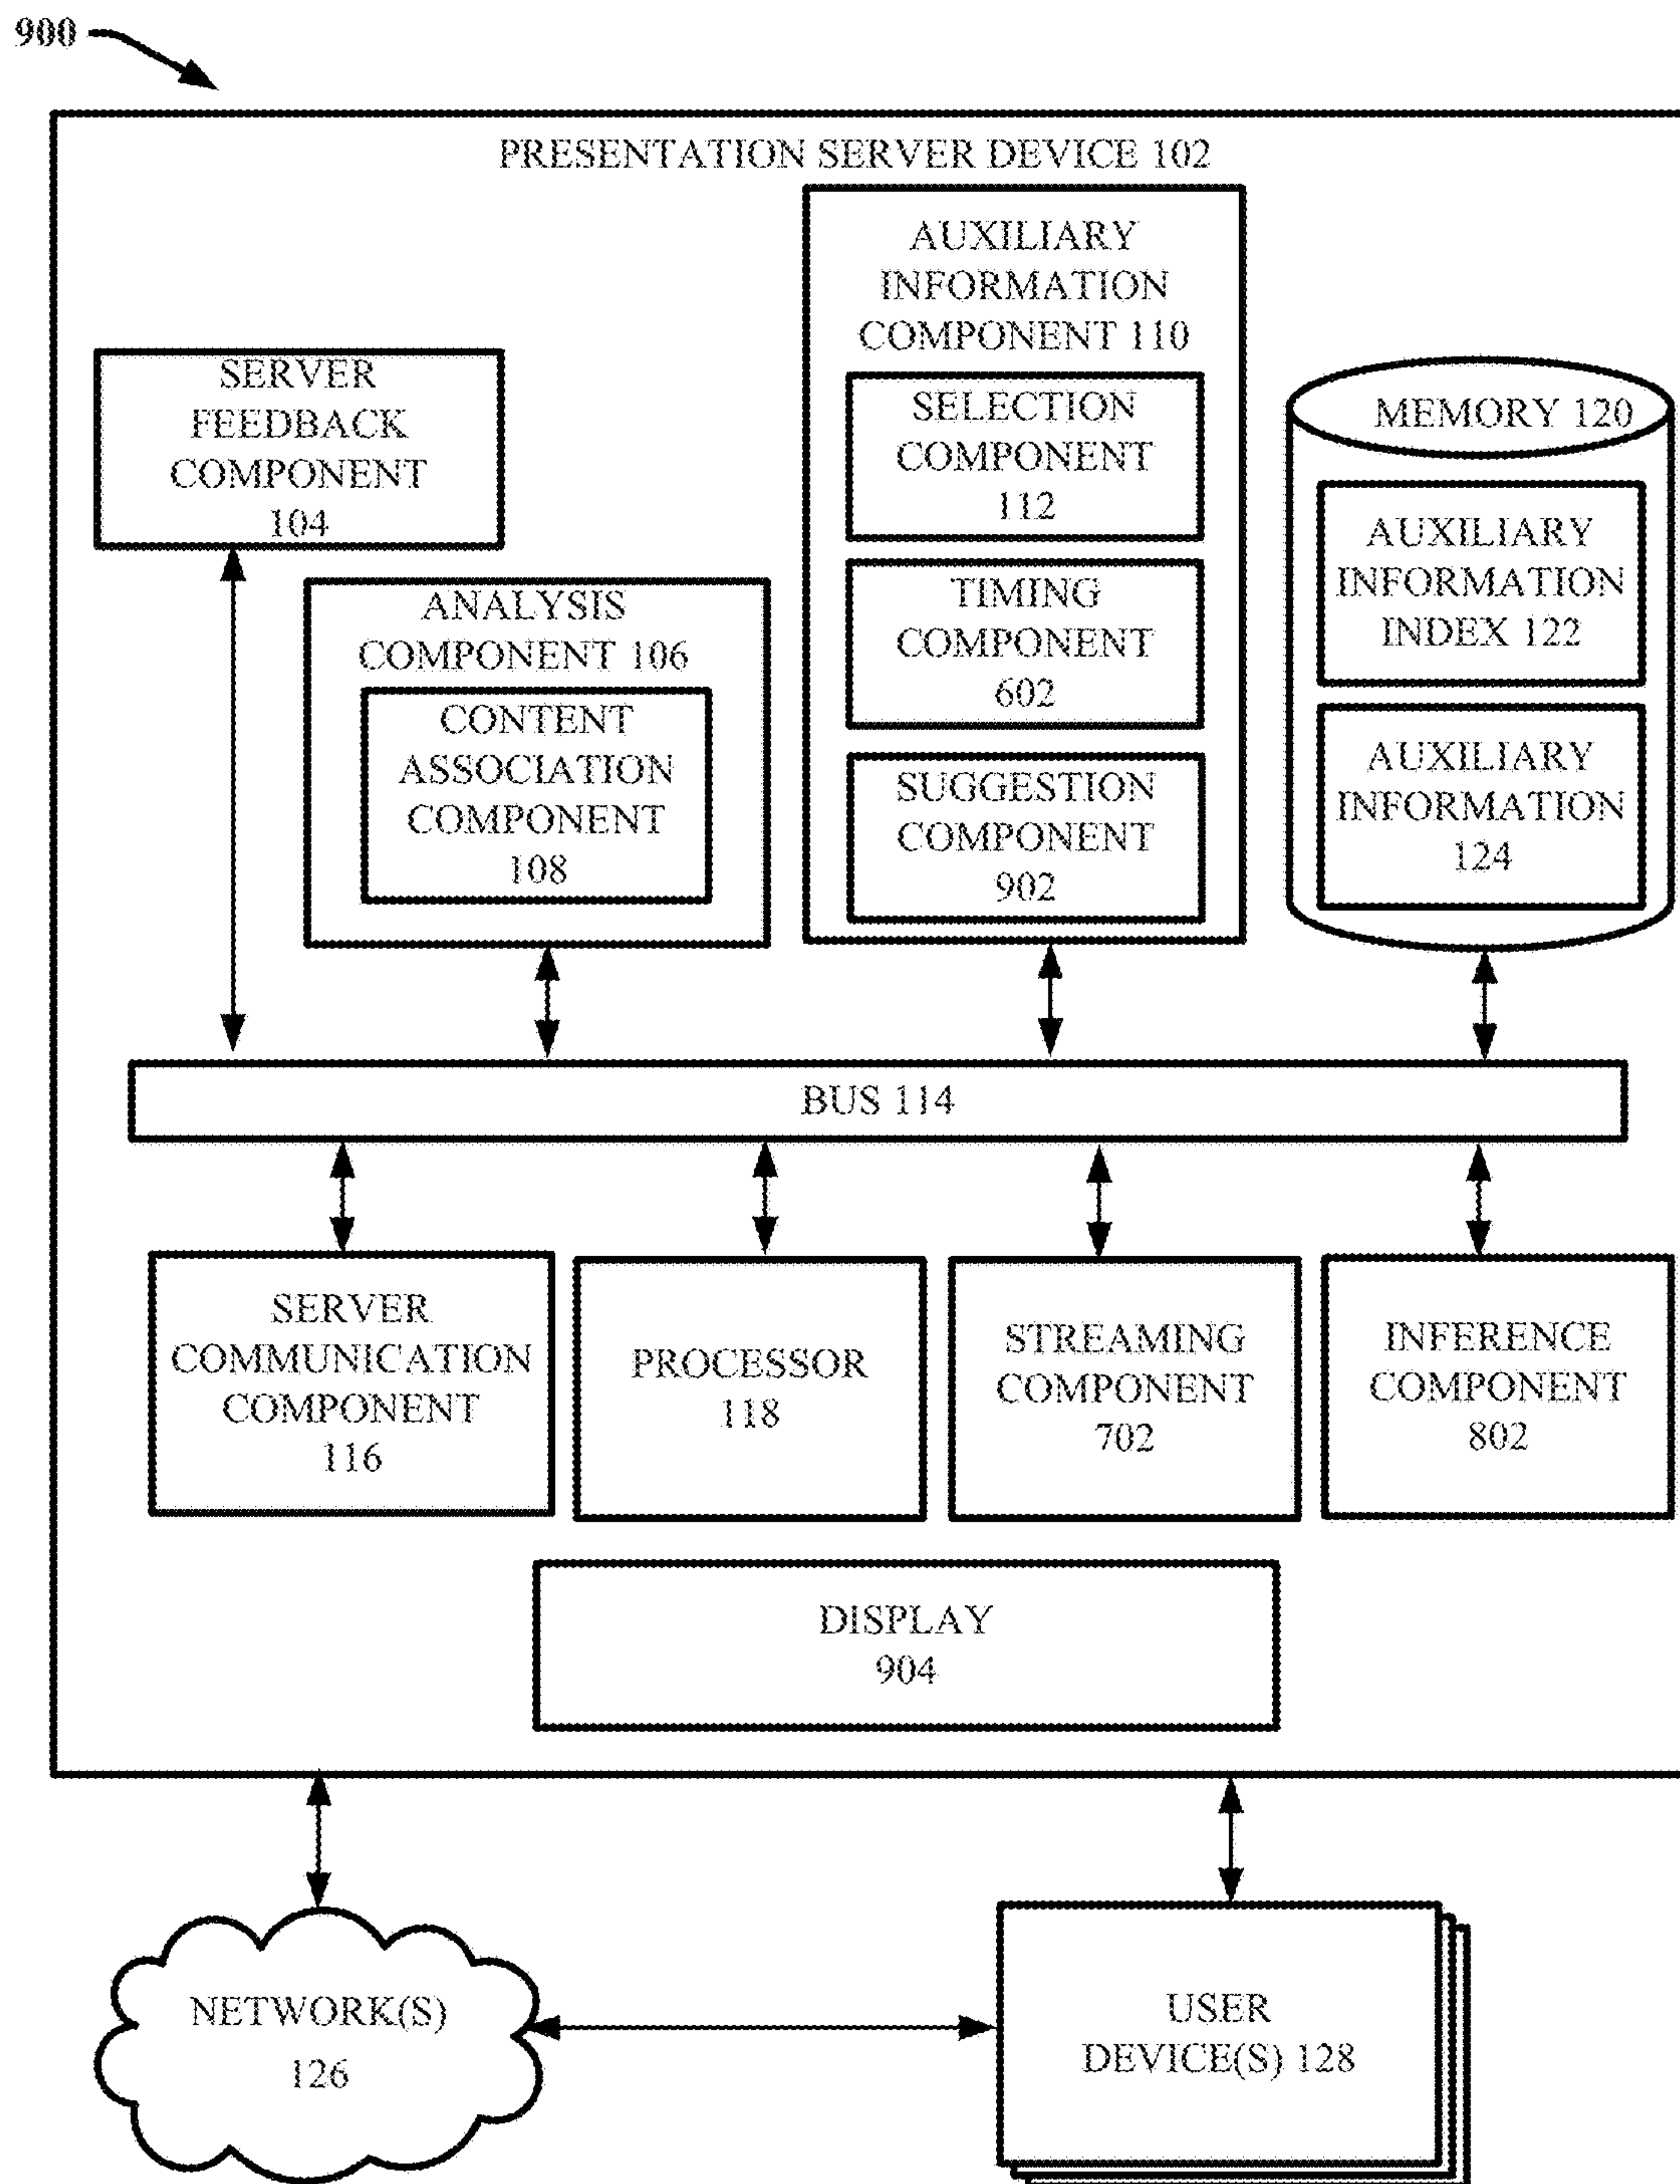 900
PRESENTATION SERVER DEVICE 102
SERVER
FEEDBACK
COMPONENT
104
ANALYSIS
COMPONENT 106
CONTENT
ASSOCIATION
COMPONENT
108
AUXILIARY
INFORMATION
COMPONENT 110
SELECTION
COMPONENT
112
TIMING
COMPONENT
602
SUGGESTION
COMPONENT
902
MEMORY 120
AUXILIARY
INFORMATION
INDEX 122
AUXILIARY
INFORMATION
124
BUS 114
SERVER
COMMUNICATION
COMPONENT
116
PROCESSOR
118
STREAMING
COMPONENT
702
INFERENCE
COMPONENT
802
DISPLAY
904
NETWORK(S)
126
USER
DEVICE(S) 128